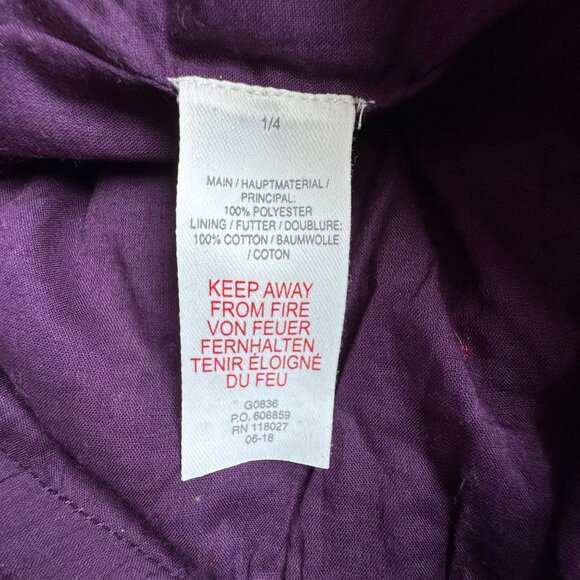 1/4
MAIN / HAUPTMATERIAL /
PRINCIPAL:
100% POLYESTER
LINING / FUTTER / DOUBLURE:
100% COTTON / BAUMWOLLE
/ COTON
KEEP AWAY
FROM FIRE
VON FEUER
FERNHALTEN
TENIR ÉLOIGNÉ
DU FEU
G0836
P.O. 608859
RN 118027
06-18